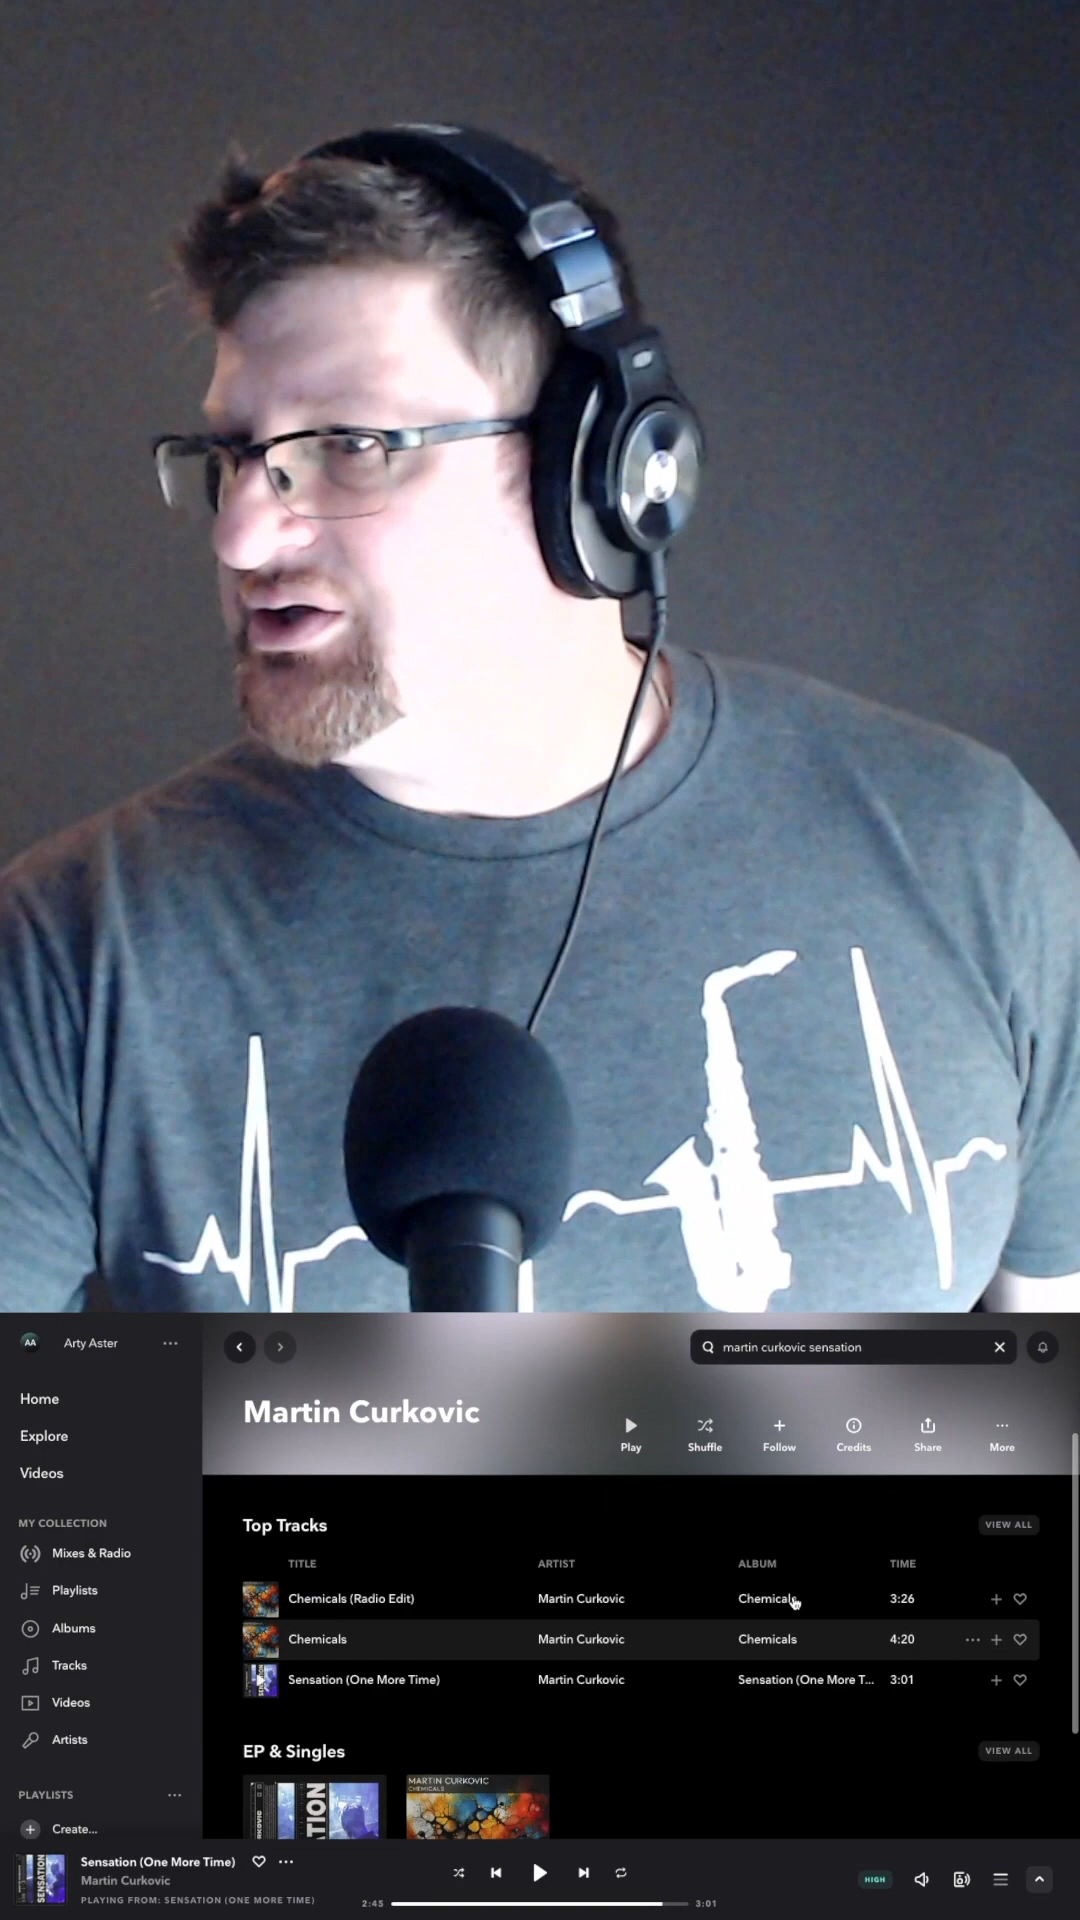 AA
Arty Aster
martin curkovic sensation
Home
Explore
Videos
MY COLLECTION
Mixes & Radio
Playlists
Albums
Tracks
Videos
Artists
PLAYLISTS
Create...
Martin Curkovic
Play
Shuffle
Follow
Credits
Share
More
Top Tracks
VIEW ALL
TITLE ARTIST ALBUM TIME
Chemicals (Radio Edit) Martin Curkovic Chemicals 3:26
Chemicals Martin Curkovic Chemicals 4:20
Sensation (One More Time) Martin Curkovic Sensation (One More T... 3:01
EP & Singles
VIEW ALL
MARTIN CURKOVIC
CHEMICALS
SENSATION
Sensation (One More Time)
Martin Curkovic
PLAYING FROM: SENSATION (ONE MORE TIME)
2:45
3:01
HIGH